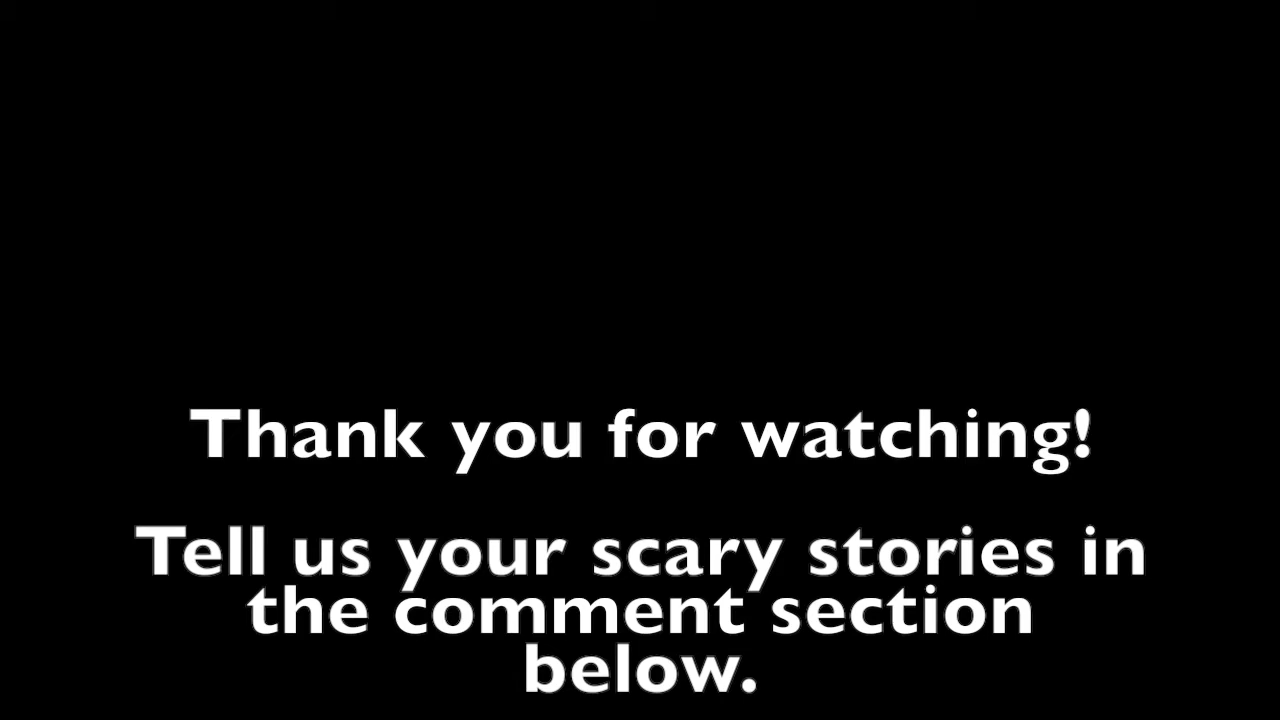 Thank you for watching!
Tell us your scary stories in
the comment section
below.